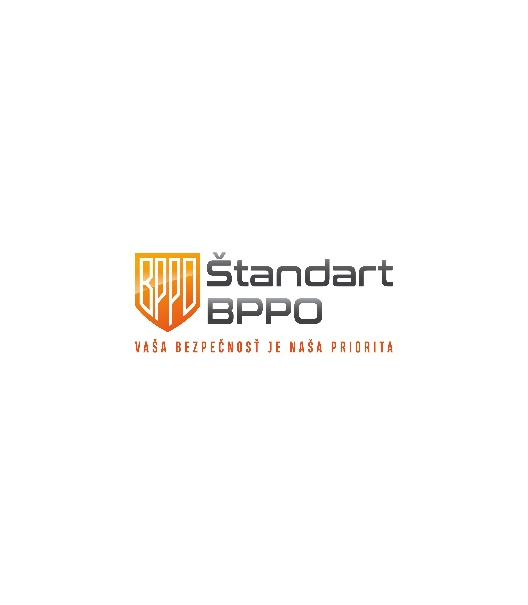 BPPO
Štandart
BPPO
VAŠA BEZPEČNOSŤ JE NAŠA PRIORITA